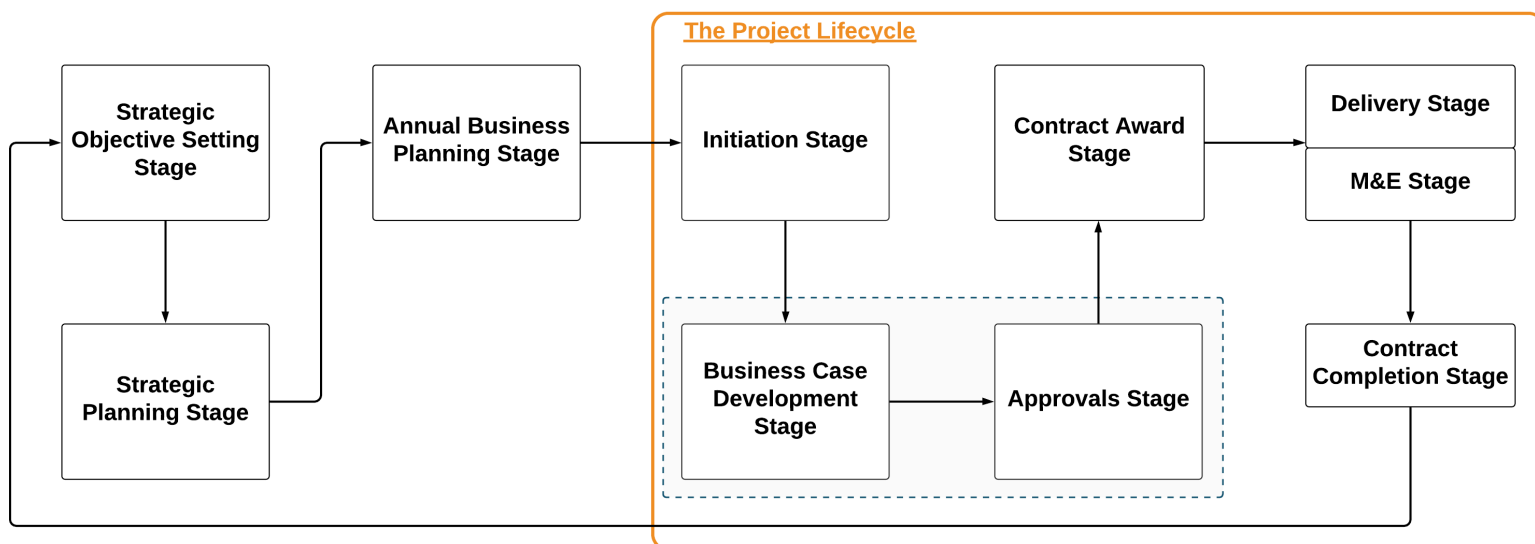 The Project Lifecycle
Strategic
Objective Setting
Stage
Annual Business
Planning Stage
Initiation Stage
Contract Award
Stage
Delivery Stage
M&E Stage
Strategic
Planning Stage
Business Case
Development
Stage
Approvals Stage
Contract
Completion Stage